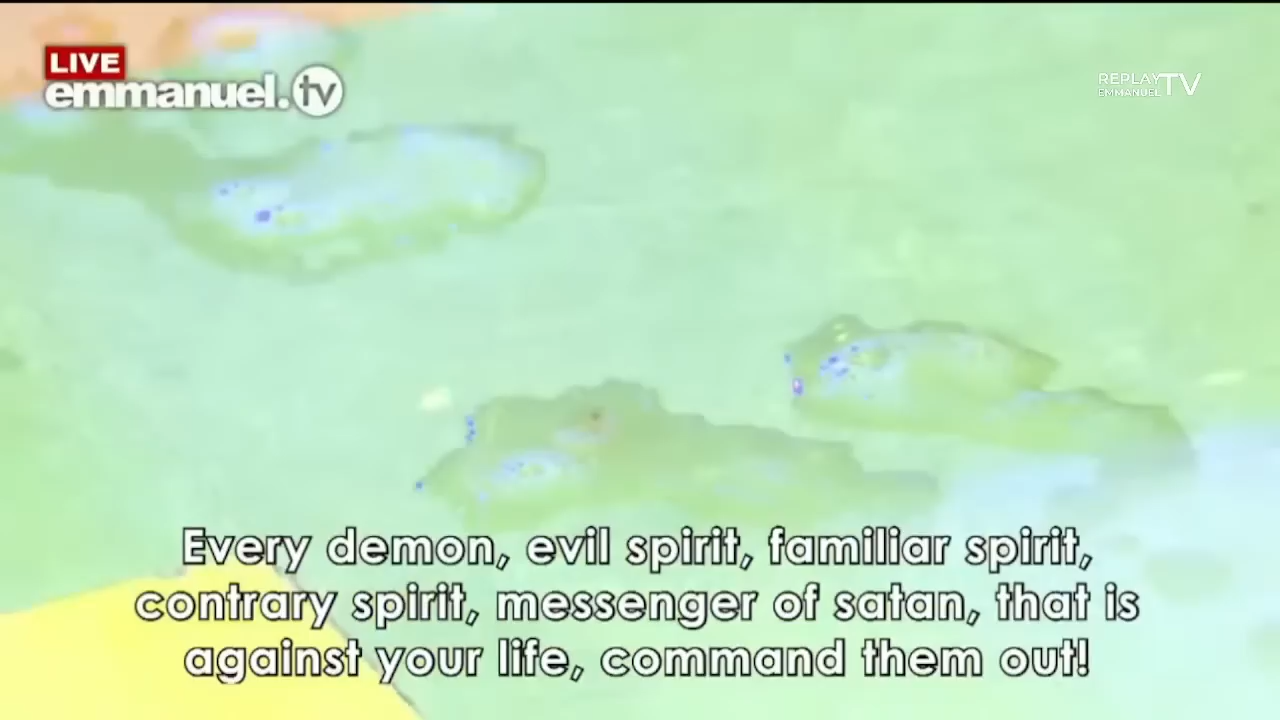 LIVE
emmanuel.tv
REPLAY TV
EMMANUEL
Every demon, evil spirit, familiar spirit,
contrary spirit, messenger of satan, that is
against your life, command them out!